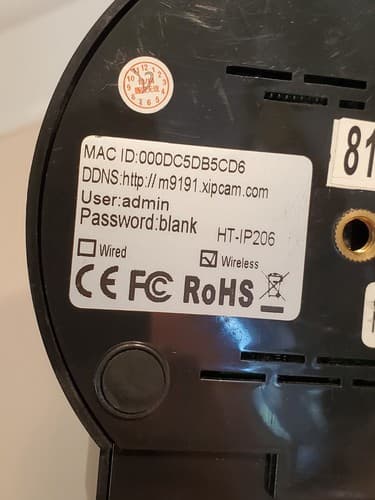 MAC ID:000DC5DB5CD6
DDNS:http// m9191.xipcam.com
User:admin
Password:blank
HT-IP206
Wired
Wireless
CE FC RoHS
81